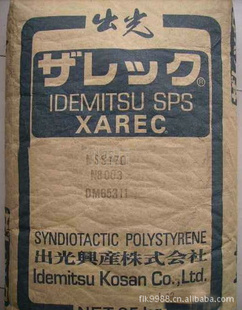 出光
ザレック®
IDEMITSU SPS
XAREC
SYNDIOTACTIC POLYSTYRENE
出光興産株式会社
Idemitsu Kosan Co., Ltd.
flk9988.cn.alibaba.com